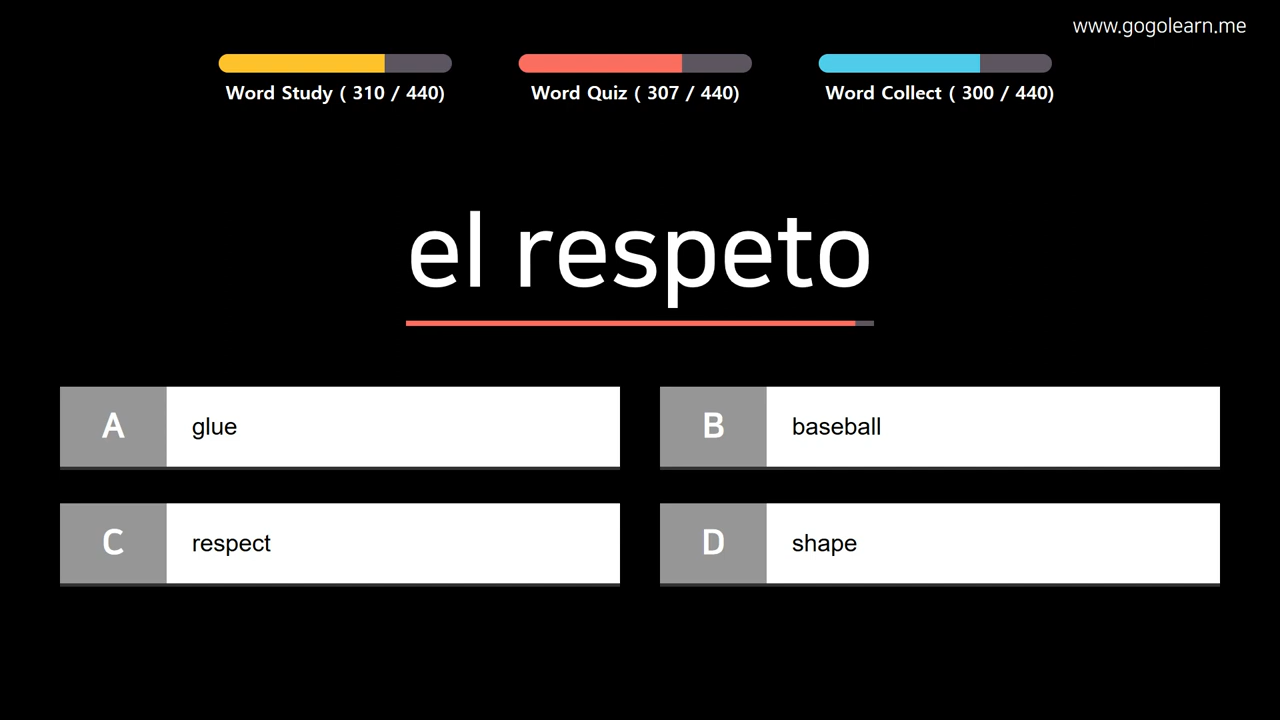 www.gogolearn.me
Word Study ( 310 / 440)
Word Quiz ( 307 / 440)
Word Collect ( 300 / 440)
el respeto
A glue
B baseball
C respect
D shape